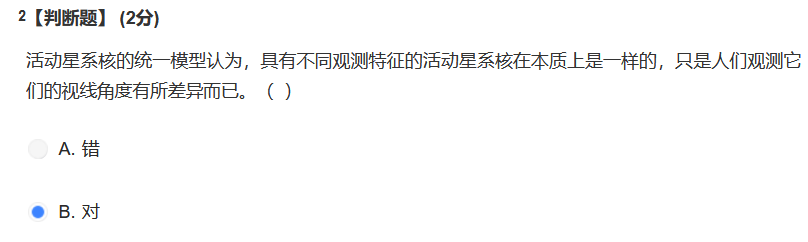 2【判断题】 (2分)
活动星系核的统一模型认为，具有不同观测特征的活动星系核在本质上是一样的，只是人们观测它
们的视线角度有所差异而已。（ ）
A. 错
B. 对